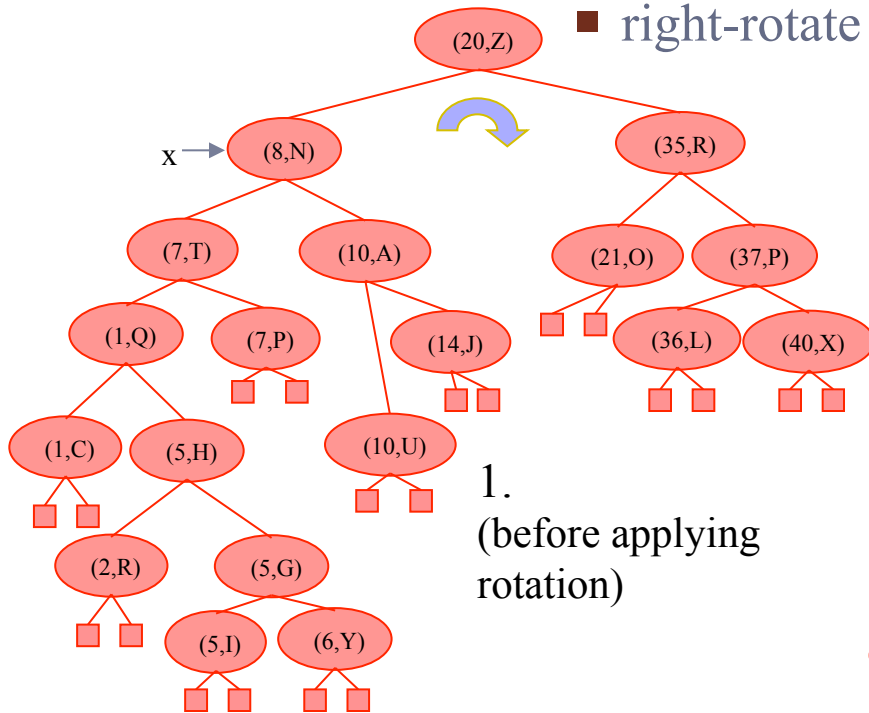 right-rotate
(20,Z)
x
(8,N)
(35,R)
(7,T)
(10,A)
(21,O)
(37,P)
(1,Q)
(7,P)
(14,J)
(36,L)
(40,X)
(1,C)
(5,H)
(10,U)
1.
(before applying
rotation)
(2,R)
(5,G)
(5,I)
(6,Y)